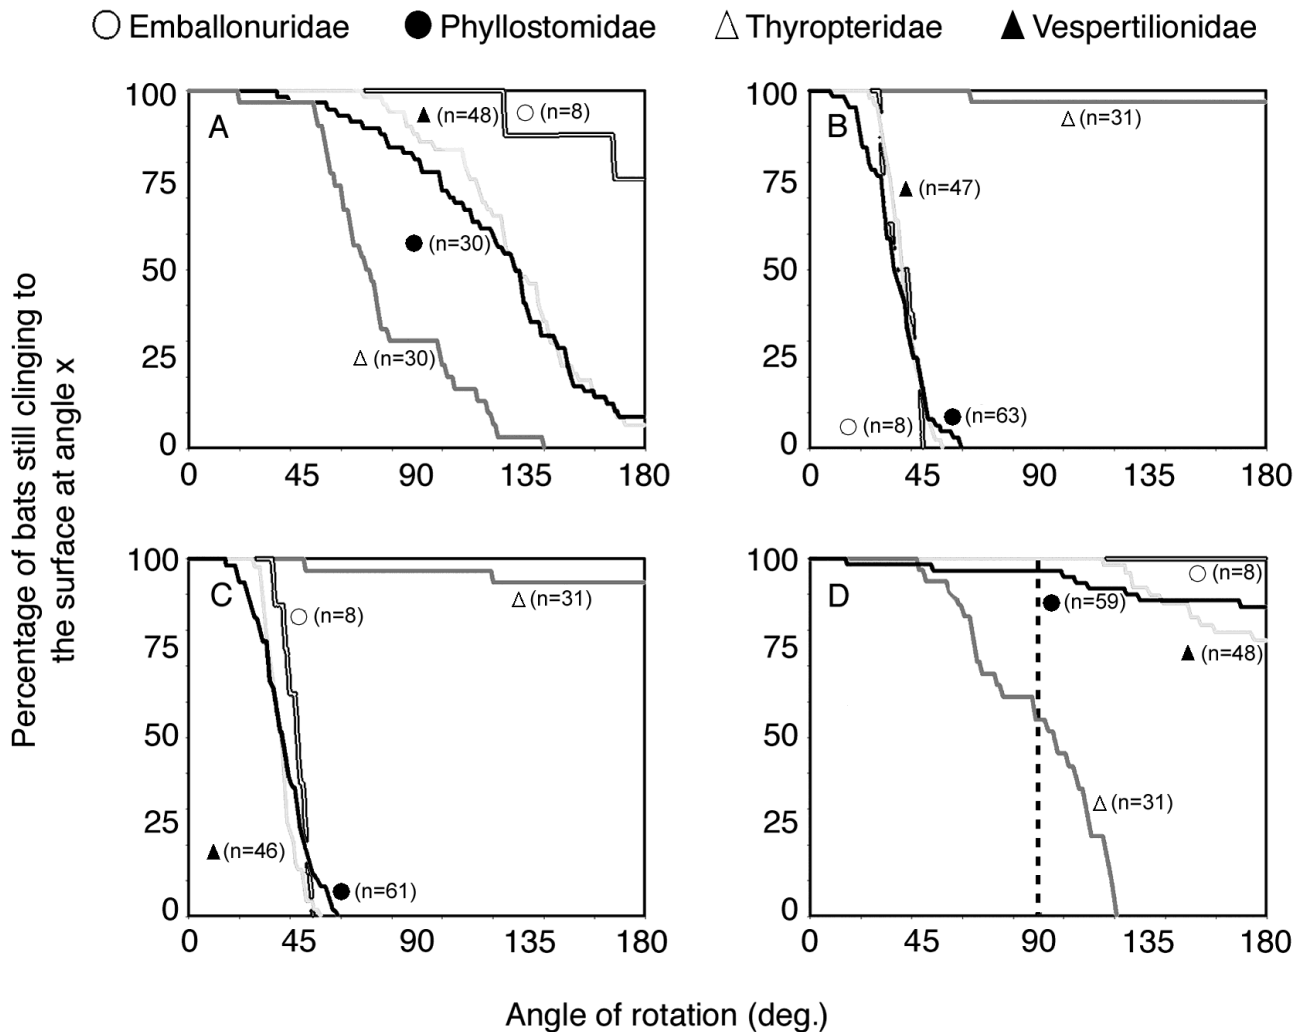 Emballonuridae Phyllostomidae Thyropteridae Vespertilionidae
Percentage of bats still clinging to
the surface at angle x
A
100
75
50
25
0
(n=48) (n=8)
(n=30)
(n=30)
0 45 90 135 180
B
100
75
50
25
0
(n=31)
(n=47)
(n=8) (n=63)
0 45 90 135 180
C
100
75
50
25
0
(n=31)
(n=8)
(n=46)
(n=61)
0 45 90 135 180
D
100
75
50
25
0
(n=8)
(n=59)
(n=48)
(n=31)
0 45 90 135 180
Angle of rotation (deg.)